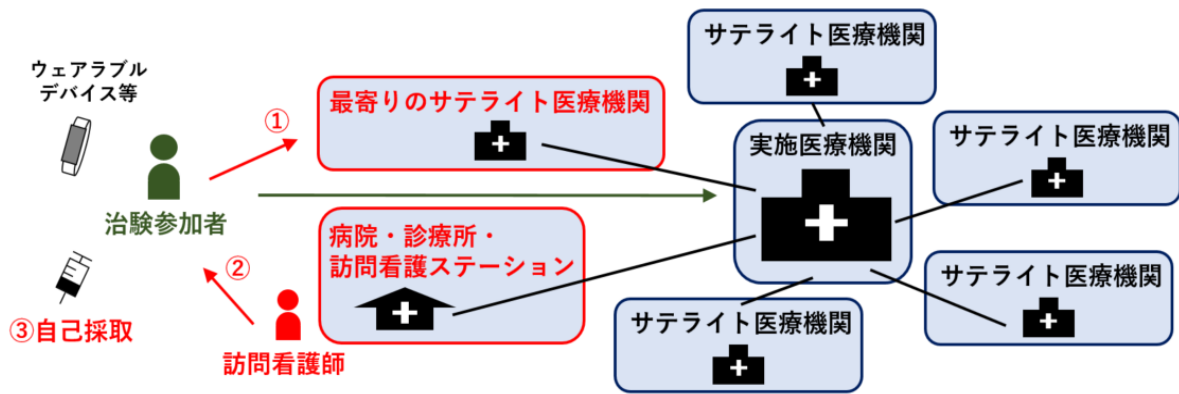 ウェアラブル
デバイス等
①
最寄りのサテライト医療機関
サテライト医療機関
実施医療機関
サテライト医療機関
治験参加者
病院・診療所・
訪問看護ステーション
②
③自己採取
訪問看護師
サテライト医療機関
サテライト医療機関